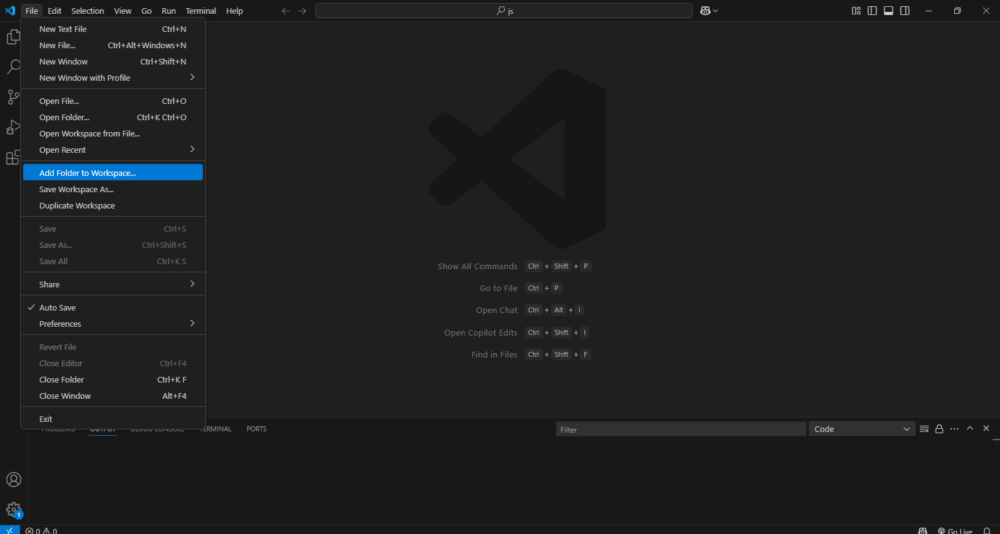 File Edit Selection View Go Run Terminal Help js
New Text File Ctrl+N
New File... Ctrl+Alt+Windows+N
New Window Ctrl+Shift+N
New Window with Profile
Open File... Ctrl+O
Open Folder... Ctrl+K Ctrl+O
Open Workspace from File...
Open Recent
Add Folder to Workspace...
Save Workspace As...
Duplicate Workspace
Save Ctrl+S
Save As... Ctrl+Shift+S
Save All Ctrl+K S
Share
Auto Save
Preferences
Revert File
Close Editor Ctrl+F4
Close Folder Ctrl+K F
Close Window Alt+F4
Exit
Show All Commands Ctrl + Shift + P
Go to File Ctrl + P
Open Chat Ctrl + Alt + I
Open Copilot Edits Ctrl + Shift + I
Find in Files Ctrl + Shift + F
PROBLEMS OUTPUT DEBUG CONSOLE TERMINAL PORTS Filter Code
1
0 0 Go Live